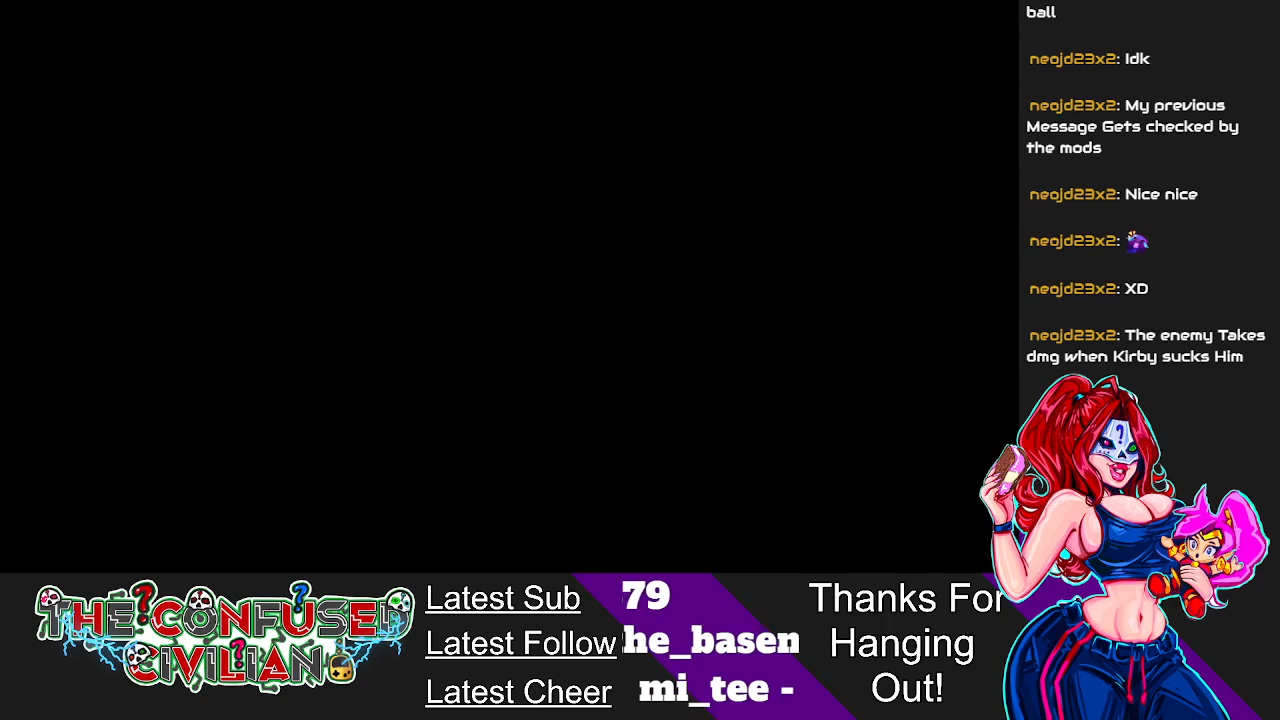 ball
neojd23x2: Idk
neojd23x2: My previous
Message Gets checked by
the mods
neojd23x2: Nice nice
neojd23x2:
neojd23x2: XD
neojd23x2: The enemy Takes
dmg when Kirby sucks Him
?
THE CONFUSED
CIVILIAN
Latest Sub
79
Latest Follow
he_basen
Latest Cheer
mi_tee -
Thanks For
Hanging
Out!